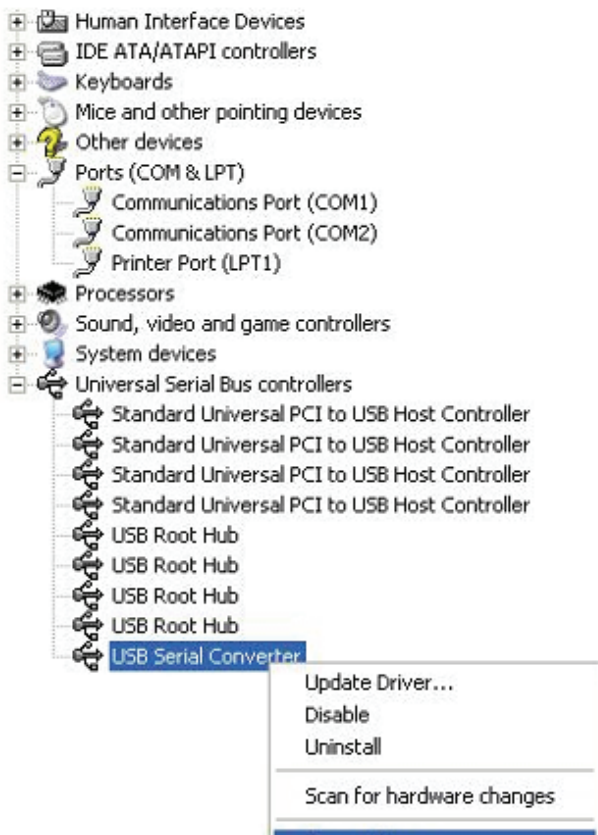 Human Interface Devices
IDE ATA/ATAPI controllers
Keyboards
Mice and other pointing devices
Other devices
Ports (COM & LPT)
Communications Port (COM1)
Communications Port (COM2)
Printer Port (LPT1)
Processors
Sound, video and game controllers
System devices
Universal Serial Bus controllers
Standard Universal PCI to USB Host Controller
Standard Universal PCI to USB Host Controller
Standard Universal PCI to USB Host Controller
Standard Universal PCI to USB Host Controller
USB Root Hub
USB Root Hub
USB Root Hub
USB Root Hub
USB Serial Converter
Update Driver...
Disable
Uninstall
Scan for hardware changes